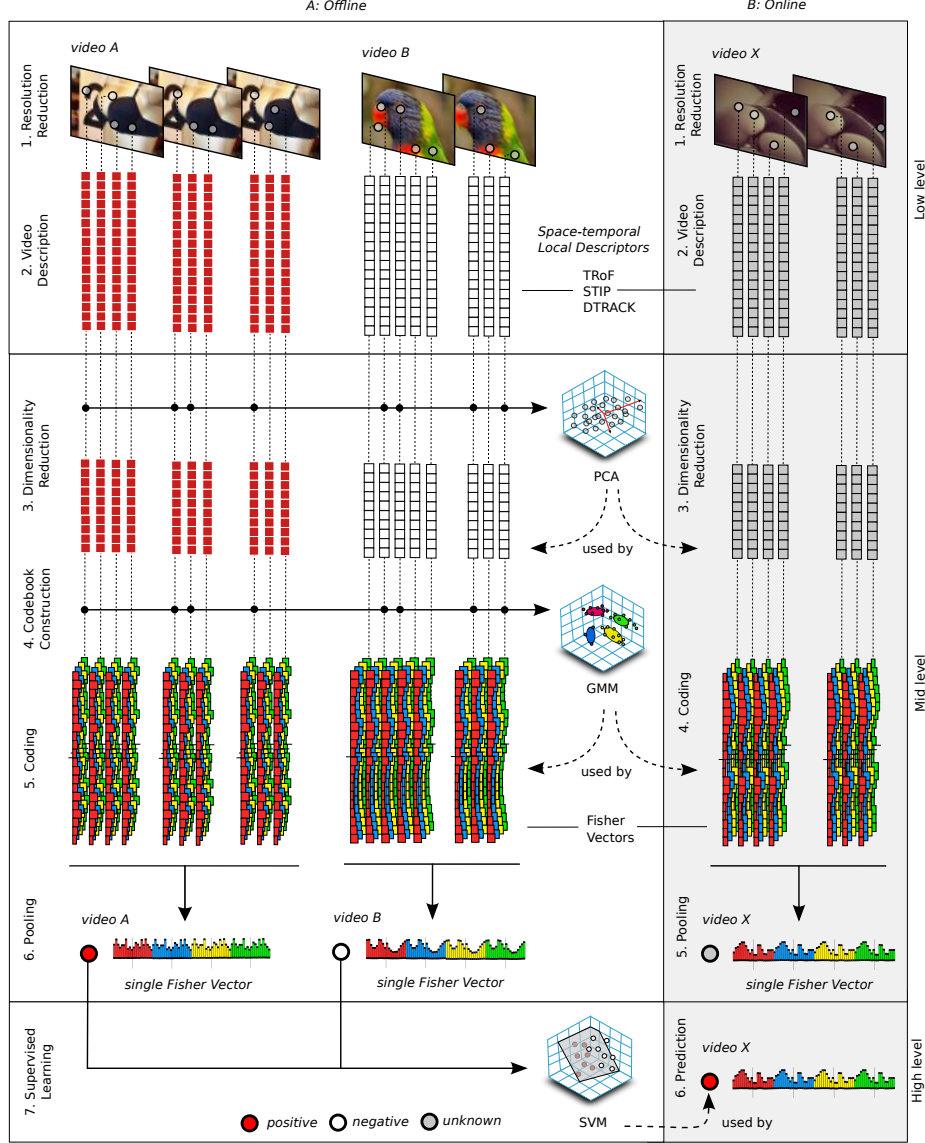 A: Offline
B: Online
video A
video B
video X
1. Resolution
Reduction
1. Resolution
Reduction
Low level
2. Video
Description
Space-temporal
Local Descriptors
TRoF
STIP
DTRACK
2. Video
Description
3. Dimensionality
Reduction
PCA
used by
3. Dimensionality
Reduction
4. Codebook
Construction
GMM
used by
Mid level
5. Coding
4. Coding
Fisher
Vectors
6. Pooling
video A
single Fisher Vector
video B
single Fisher Vector
5. Pooling
video X
single Fisher Vector
7. Supervised
Learning
SVM
used by
6. Prediction
video X
High level
positive
negative
unknown